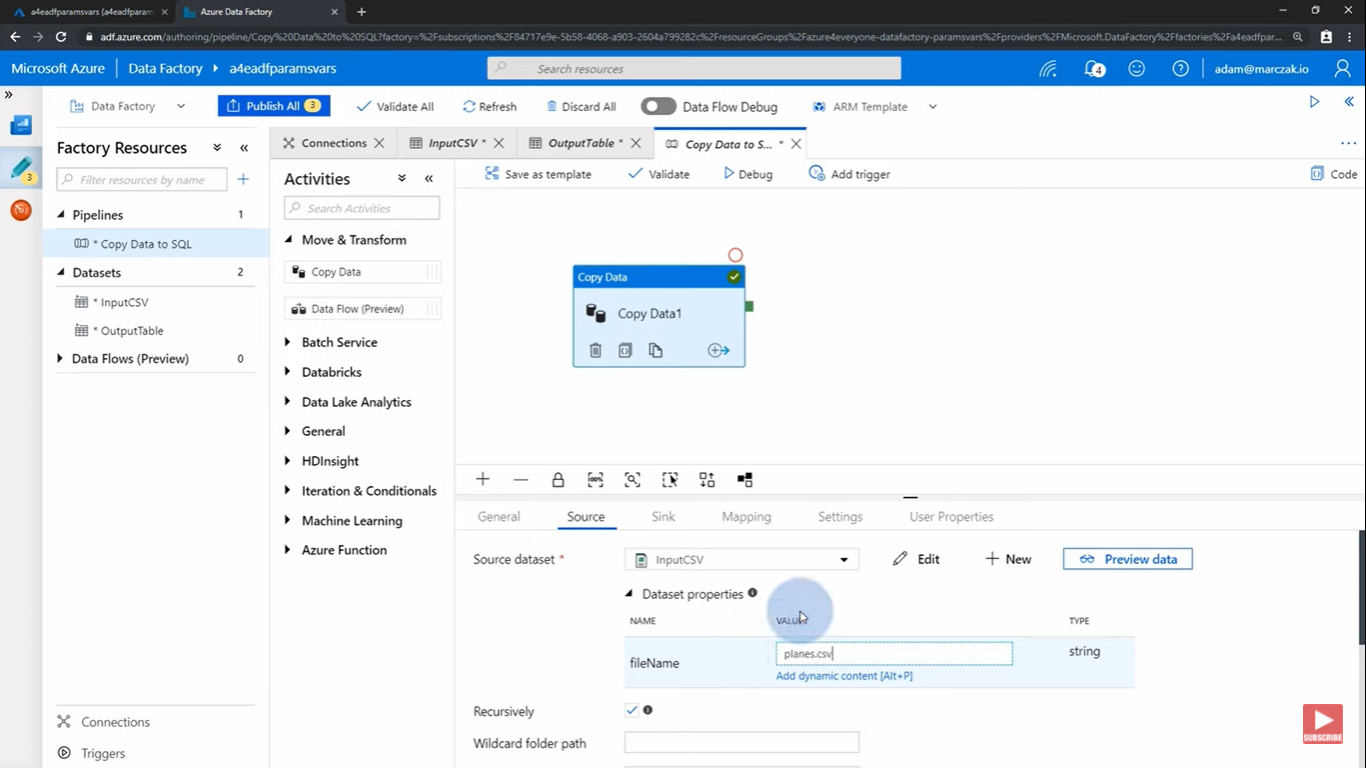 a4eadfparamsvars (a4eadfparam
Azure Data Factory
adf.azure.com/authoring/pipeline/Copy%20Data%20to%20SQL?factory=%2Fsubscriptions%2F84717e9e-5b58-4068-a903-2604a799282c%2FresourceGroups%2Fazure4everyone-datafactory-paramsvars%2Fproviders%2FMicrosoft.DataFactory%2Ffactories%2Fa4eadfpar...
Microsoft Azure
Data Factory
a4eadfparamsvars
Search resources
4
adam@marczak.io
Data Factory
Publish All 3
Validate All
Refresh
Discard All
Data Flow Debug
ARM Template
Factory Resources
Connections
InputCSV *
OutputTable *
Copy Data to S... *
3
Filter resources by name
Activities
Save as template
Validate
Debug
Add trigger
Code
Search Activities
Pipelines 1
* Copy Data to SQL
Datasets 2
* InputCSV
* OutputTable
Data Flows (Preview) 0
Move & Transform
Copy Data
Data Flow (Preview)
Batch Service
Databricks
Data Lake Analytics
General
HDInsight
Iteration & Conditionals
Machine Learning
Azure Function
Copy Data
Copy Data1
100%
General
Source
Sink
Mapping
Settings
User Properties
Source dataset *
InputCSV
Edit
New
Preview data
Dataset properties
NAME
VALUE
TYPE
fileName
planes.csv
string
Add dynamic content [Alt+P]
Recursively
Wildcard folder path
Connections
Triggers
SUBSCRIBE